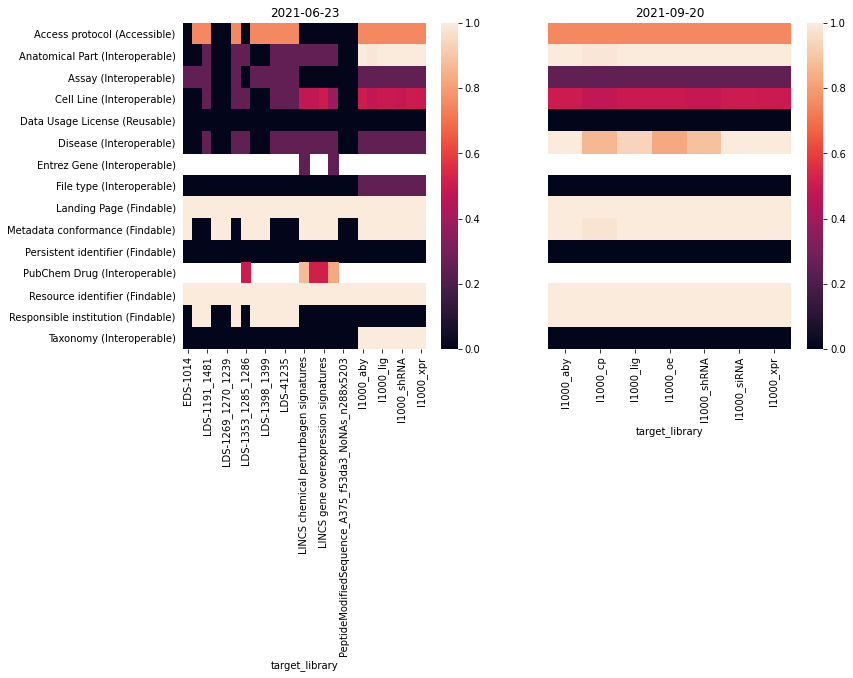 2021-06-23
2021-09-20
Access protocol (Accessible)
Anatomical Part (Interoperable)
Assay (Interoperable)
Cell Line (Interoperable)
Data Usage License (Reusable)
Disease (Interoperable)
Entrez Gene (Interoperable)
File type (Interoperable)
Landing Page (Findable)
Metadata conformance (Findable)
Persistent identifier (Findable)
PubChem Drug (Interoperable)
Resource identifier (Findable)
Responsible institution (Findable)
Taxonomy (Interoperable)
EDS-1014
LDS-1191_1481
LDS-1269_1270_1239
LDS-1353_1285_1286
LDS-1398_1399
LDS-41235
LINCS chemical perturbagen signatures
LINCS gene overexpression signatures
PeptideModifiedSequence_A375_f53da3_NoNAs_n288x5203
l1000_aby
l1000_lig
l1000_shRNA
l1000_xpr
target_library
1.0
0.8
0.6
0.4
0.2
0.0
l1000_aby
l1000_cp
l1000_lig
l1000_oe
l1000_shRNA
l1000_siRNA
l1000_xpr
target_library
1.0
0.8
0.6
0.4
0.2
0.0